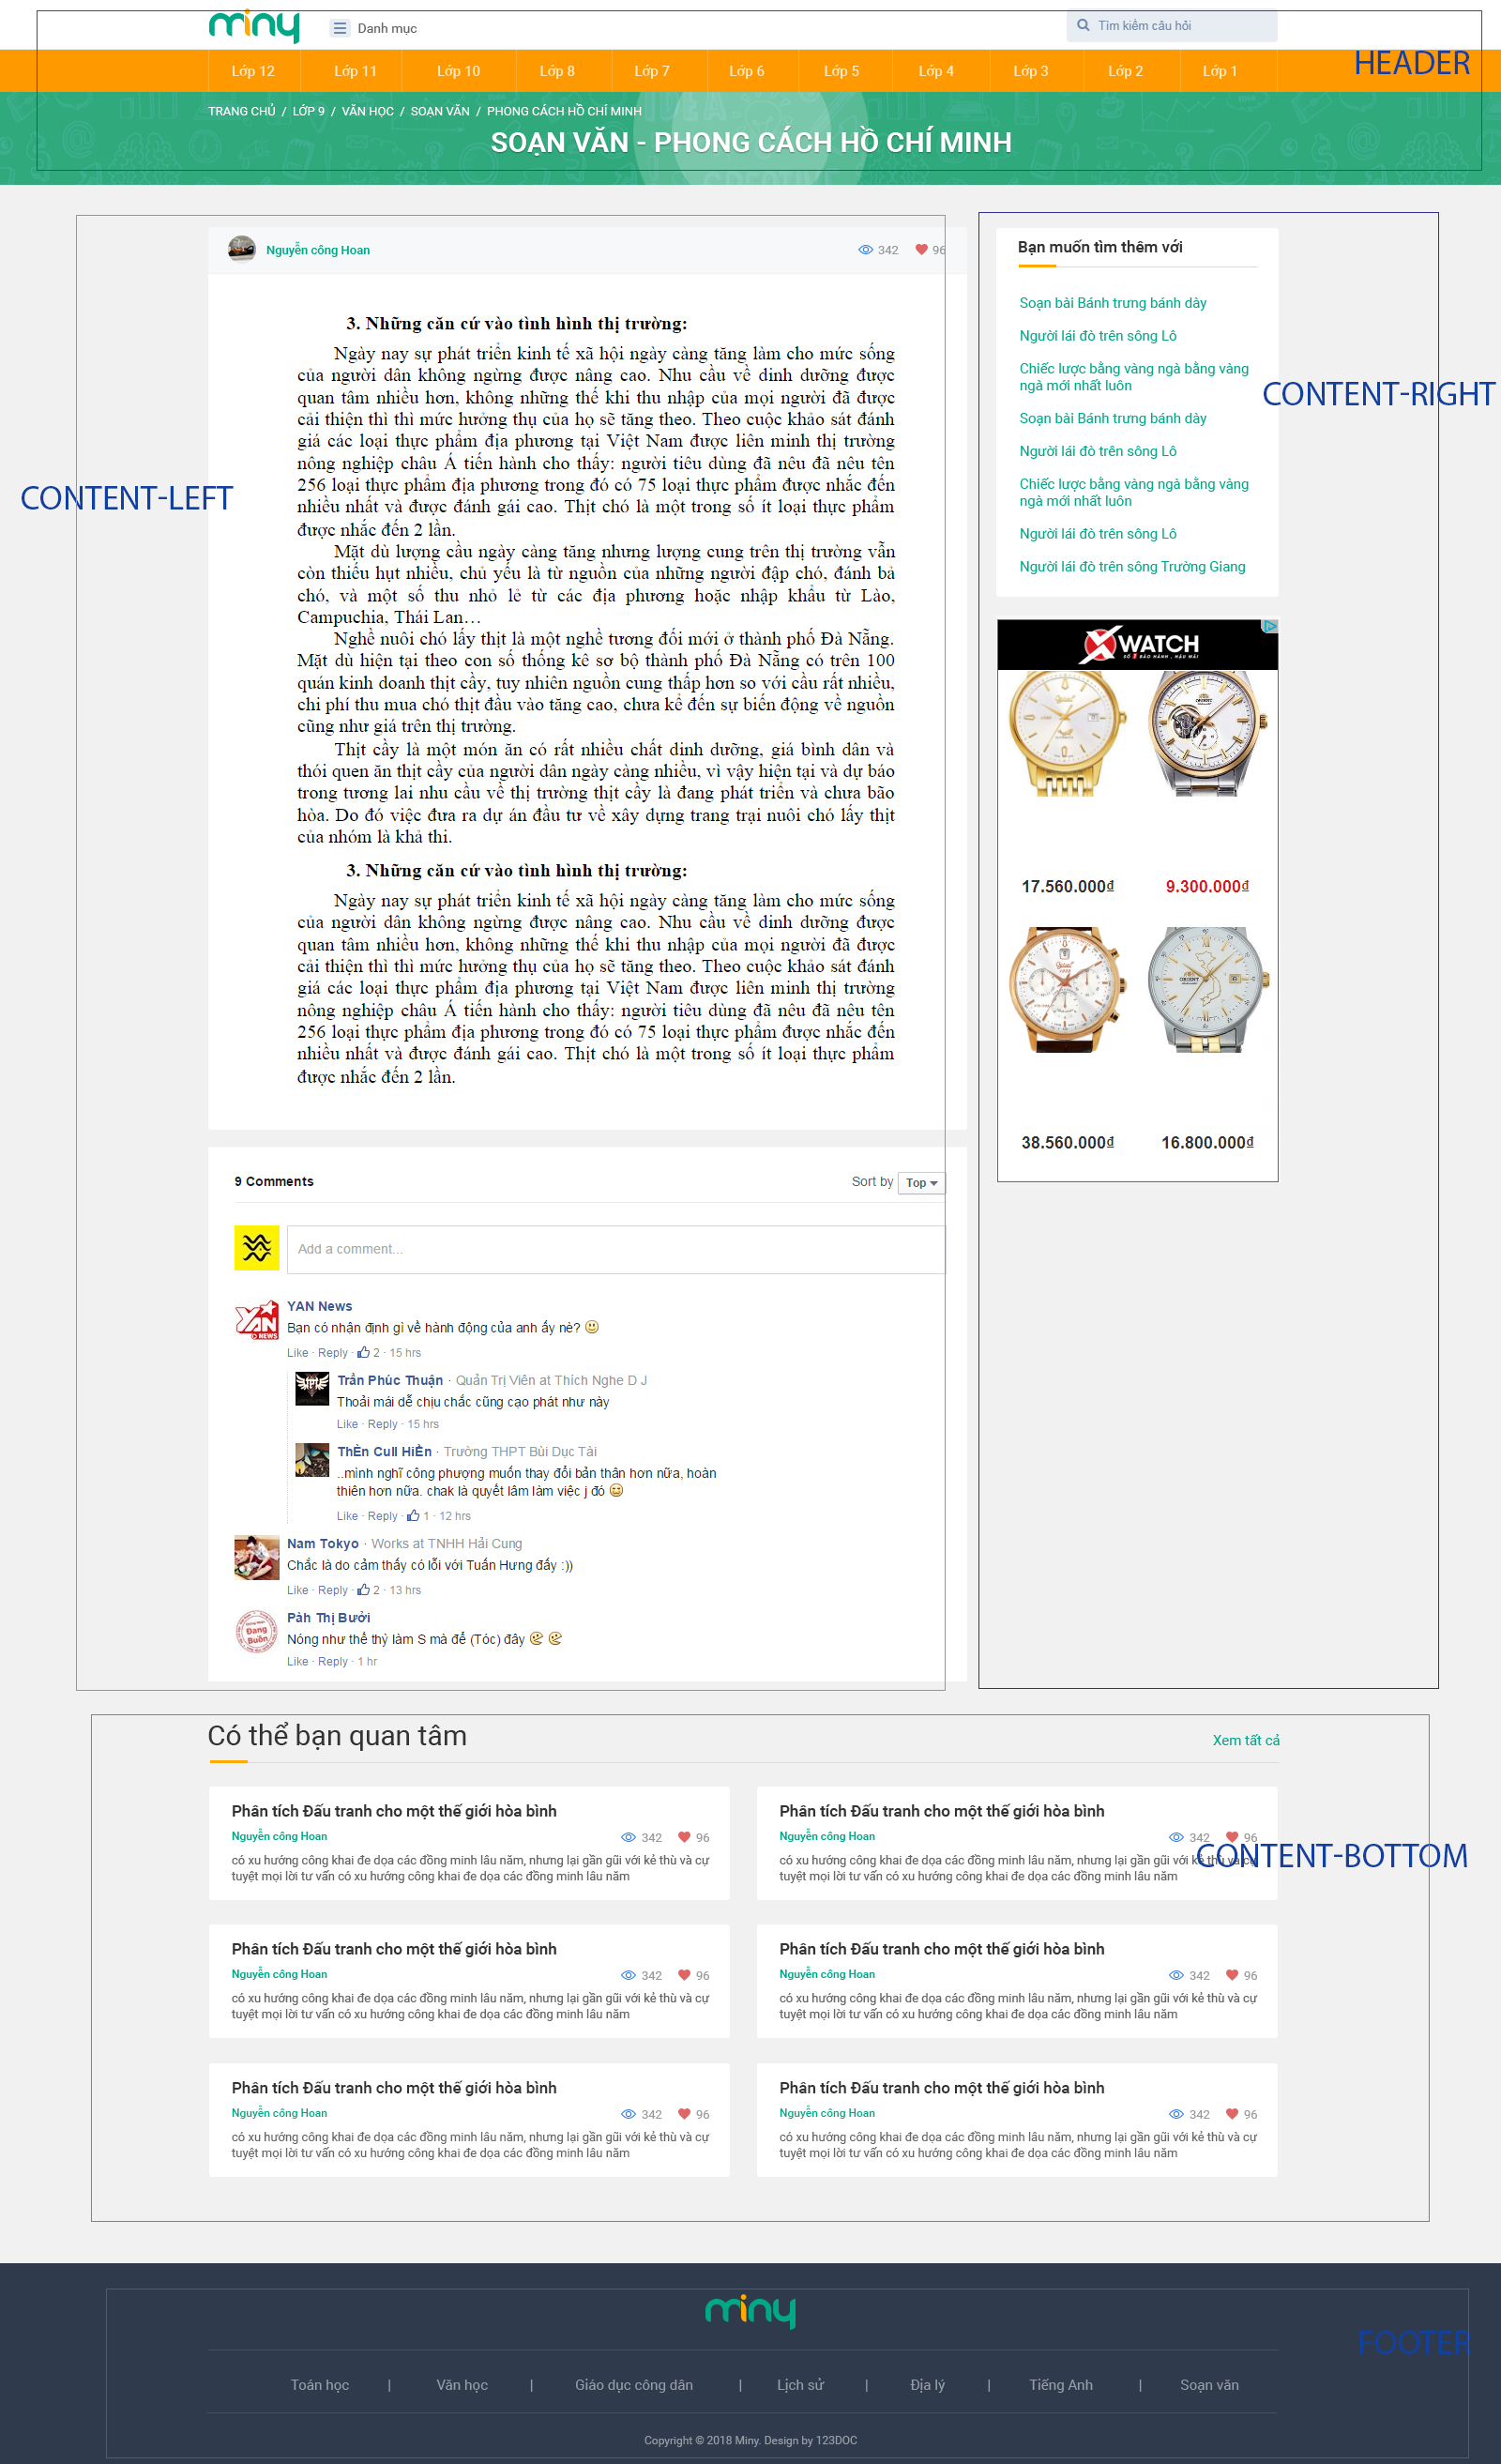 miny
Danh mục
Tìm kiếm câu hỏi
Lớp 12 Lớp 11 Lớp 10 Lớp 8 Lớp 7 Lớp 6 Lớp 5 Lớp 4 Lớp 3 Lớp 2 Lớp 1
HEADER
TRANG CHỦ / LỚP 9 / VĂN HỌC / SOẠN VĂN / PHONG CÁCH HỒ CHÍ MINH
SOẠN VĂN - PHONG CÁCH HỒ CHÍ MINH
CONTENT-LEFT
Nguyễn công Hoan 342 96
3. Những căn cứ vào tình hình thị trường:
Ngày nay sự phát triển kinh tế xã hội ngày càng tăng làm cho mức sống
của người dân không ngừng được nâng cao. Nhu cầu về dinh dưỡng được
quan tâm nhiều hơn, không những thế khi thu nhập của mọi người đã được
cải thiện thì thì mức hưởng thụ của họ sẽ tăng theo. Theo cuộc khảo sát đánh
giá các loại thực phẩm địa phương tại Việt Nam được liên minh thị trường
nông nghiệp châu Á tiến hành cho thấy: người tiêu dùng đã nêu đã nêu tên
256 loại thực phẩm địa phương trong đó có 75 loại thực phẩm được nhắc đến
nhiều nhất và được đánh gái cao. Thịt chó là một trong số ít loại thực phẩm
được nhắc đến 2 lần.
Mặt dù lượng cầu ngày càng tăng nhưng lượng cung trên thị trường vẫn
còn thiếu hụt nhiều, chủ yếu là từ nguồn của những người đập chó, đánh bả
chó, và một số thu nhỏ lẻ từ các địa phương hoặc nhập khẩu từ Lào,
Campuchia, Thái Lan…
Nghề nuôi chó lấy thịt là một nghề tương đối mới ở thành phố Đà Nẵng.
Mặt dù hiện tại theo con số thống kê sơ bộ thành phố Đà Nẵng có trên 100
quán kinh doanh thịt cầy, tuy nhiên nguồn cung thấp hơn so với cầu rất nhiều,
chi phí thu mua chó thịt đầu vào tăng cao, chưa kể đến sự biến động về nguồn
cũng như giá trên thị trường.
Thịt cầy là một món ăn có rất nhiều chất dinh dưỡng, giá bình dân và
thói quen ăn thịt cầy của người dân ngày càng nhiều, vì vậy hiện tại và dự báo
trong tương lai nhu cầu về thị trường thịt cầy là đang phát triển và chưa bão
hòa. Do đó việc đưa ra dự án đầu tư về xây dựng trang trại nuôi chó lấy thịt
của nhóm là khả thi.
3. Những căn cứ vào tình hình thị trường:
Ngày nay sự phát triển kinh tế xã hội ngày càng tăng làm cho mức sống
của người dân không ngừng được nâng cao. Nhu cầu về dinh dưỡng được
quan tâm nhiều hơn, không những thế khi thu nhập của mọi người đã được
cải thiện thì thì mức hưởng thụ của họ sẽ tăng theo. Theo cuộc khảo sát đánh
giá các loại thực phẩm địa phương tại Việt Nam được liên minh thị trường
nông nghiệp châu Á tiến hành cho thấy: người tiêu dùng đã nêu đã nêu tên
256 loại thực phẩm địa phương trong đó có 75 loại thực phẩm được nhắc đến
nhiều nhất và được đánh gái cao. Thịt chó là một trong số ít loại thực phẩm
được nhắc đến 2 lần.
9 Comments Sort by Top
Add a comment...
YAN News
Bạn có nhận định gì về hành động của anh ấy nè?
Like · Reply · 2 · 15 hrs
Trần Phúc Thuận · Quản Trị Viên at Thích Nghe D J
Thoải mái dễ chịu chắc cũng cạo phát như này
Like · Reply · 15 hrs
ThÈn Cull HiÈn · Trường THPT Bùi Dục Tài
..mình nghĩ công phượng muốn thay đổi bản thân hơn nữa, hoàn
thiên hơn nữa. chak là quyết lâm làm việc j đó
Like · Reply · 1 · 12 hrs
Nam Tokyo · Works at TNHH Hải Cung
Chắc là do cảm thấy có lỗi với Tuấn Hưng đấy :))
Like · Reply · 2 · 13 hrs
Đang
Buồn
Pàh Thị Bưởi
Nóng như thế thỳ làm S mà để (Tóc) đây
Like · Reply · 1 hr
CONTENT-RIGHT
Bạn muốn tìm thêm với
Soạn bài Bánh trưng bánh dày
Người lái đò trên sông Lô
Chiếc lược bằng vàng ngà bằng vàng
ngà mới nhất luôn
Soạn bài Bánh trưng bánh dày
Người lái đò trên sông Lô
Chiếc lược bằng vàng ngà bằng vàng
ngà mới nhất luôn
Người lái đò trên sông Lô
Người lái đò trên sông Trường Giang
XWATCH
SỐ 1 BẢO HÀNH , HẬU MÃI
17.560.000₫ 9.300.000₫
ORIENT
38.560.000₫ 16.800.000₫
Có thể bạn quan tâm Xem tất cả
CONTENT-BOTTOM
Phân tích Đấu tranh cho một thế giới hòa bình
Nguyễn công Hoan 342 96
có xu hướng công khai đe dọa các đồng minh lâu năm, nhưng lại gần gũi với kẻ thù và cự
tuyệt mọi lời tư vấn có xu hướng công khai đe dọa các đồng minh lâu năm
Phân tích Đấu tranh cho một thế giới hòa bình
Nguyễn công Hoan 342 96
có xu hướng công khai đe dọa các đồng minh lâu năm, nhưng lại gần gũi với kẻ thù và cự
tuyệt mọi lời tư vấn có xu hướng công khai đe dọa các đồng minh lâu năm
Phân tích Đấu tranh cho một thế giới hòa bình
Nguyễn công Hoan 342 96
có xu hướng công khai đe dọa các đồng minh lâu năm, nhưng lại gần gũi với kẻ thù và cự
tuyệt mọi lời tư vấn có xu hướng công khai đe dọa các đồng minh lâu năm
Phân tích Đấu tranh cho một thế giới hòa bình
Nguyễn công Hoan 342 96
có xu hướng công khai đe dọa các đồng minh lâu năm, nhưng lại gần gũi với kẻ thù và cự
tuyệt mọi lời tư vấn có xu hướng công khai đe dọa các đồng minh lâu năm
Phân tích Đấu tranh cho một thế giới hòa bình
Nguyễn công Hoan 342 96
có xu hướng công khai đe dọa các đồng minh lâu năm, nhưng lại gần gũi với kẻ thù và cự
tuyệt mọi lời tư vấn có xu hướng công khai đe dọa các đồng minh lâu năm
Phân tích Đấu tranh cho một thế giới hòa bình
Nguyễn công Hoan 342 96
có xu hướng công khai đe dọa các đồng minh lâu năm, nhưng lại gần gũi với kẻ thù và cự
tuyệt mọi lời tư vấn có xu hướng công khai đe dọa các đồng minh lâu năm
miny
FOOTER
Toán học | Văn học | Giáo dục công dân | Lịch sử | Địa lý | Tiếng Anh | Soạn văn
Copyright © 2018 Miny. Design by 123DOC